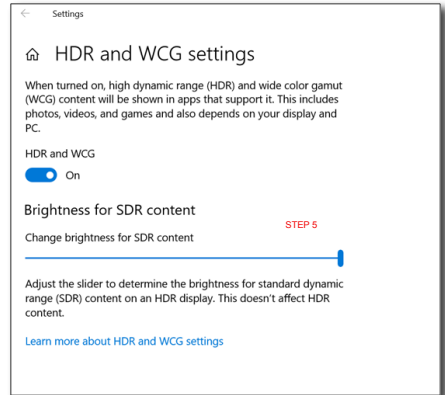 Settings
HDR and WCG settings
When turned on, high dynamic range (HDR) and wide color gamut
(WCG) content will be shown in apps that support it. This includes
photos, videos, and games and also depends on your display and
PC.
HDR and WCG
On
Brightness for SDR content
STEP 5
Change brightness for SDR content
Adjust the slider to determine the brightness for standard dynamic
range (SDR) content on an HDR display. This doesn't affect HDR
content.
Learn more about HDR and WCG settings